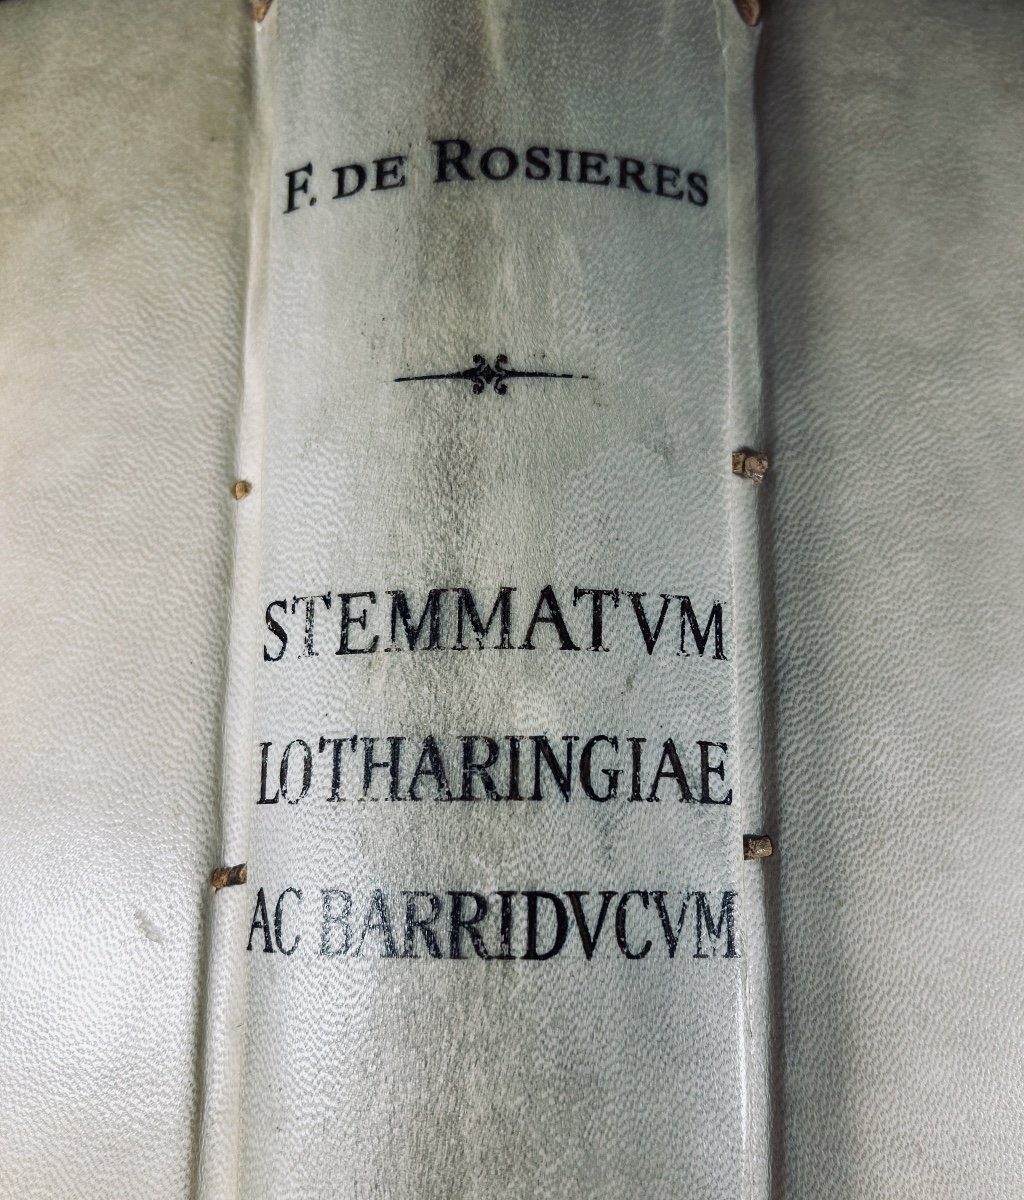 F. DE ROSIERES
STEMMATVM
LOTHARINGIAE
AC BARRIDVCVM